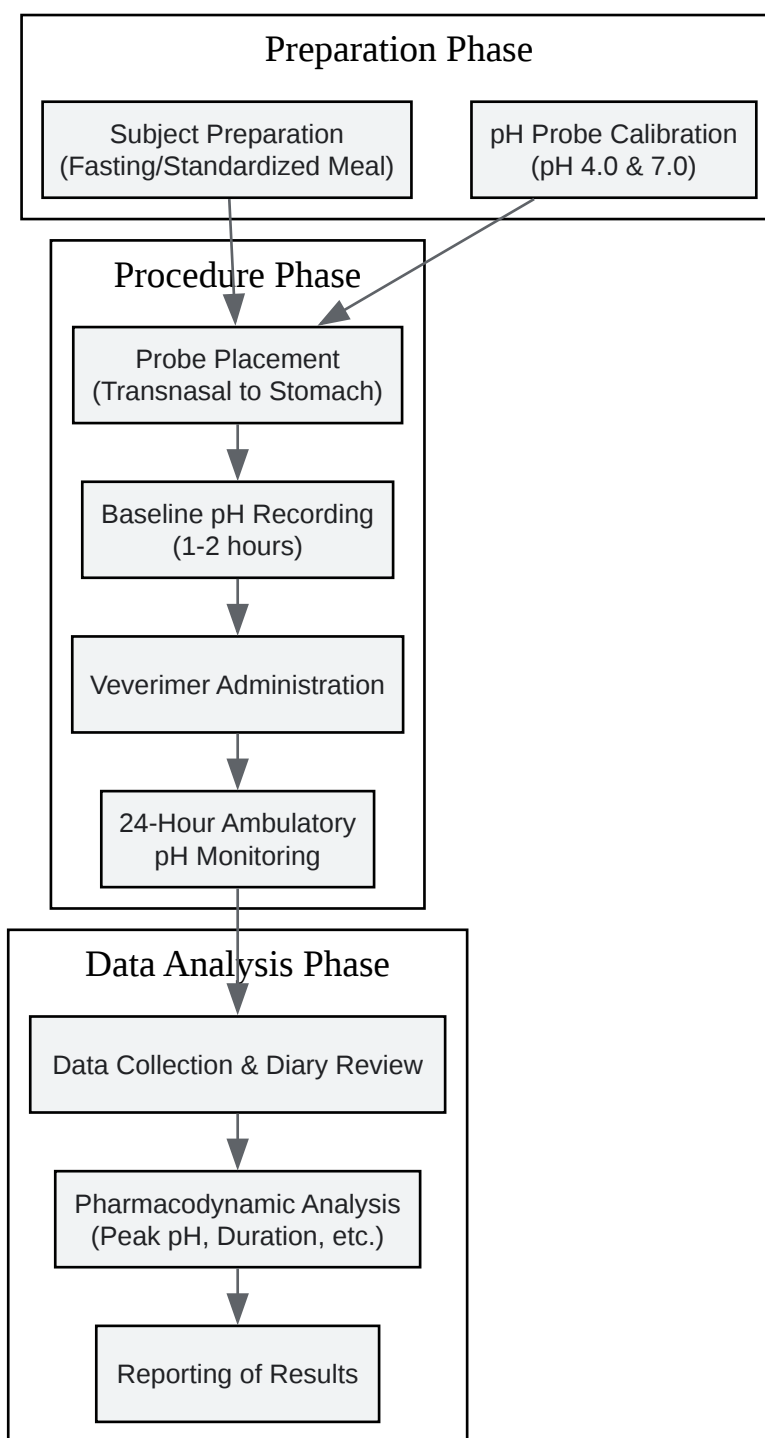 Preparation Phase
Subject Preparation
(Fasting/Standardized Meal)
pH Probe Calibration
(pH 4.0 & 7.0)
Procedure Phase
Probe Placement
(Transnasal to Stomach)
Baseline pH Recording
(1-2 hours)
Veverimer Administration
24-Hour Ambulatory
pH Monitoring
Data Analysis Phase
Data Collection & Diary Review
Pharmacodynamic Analysis
(Peak pH, Duration, etc.)
Reporting of Results